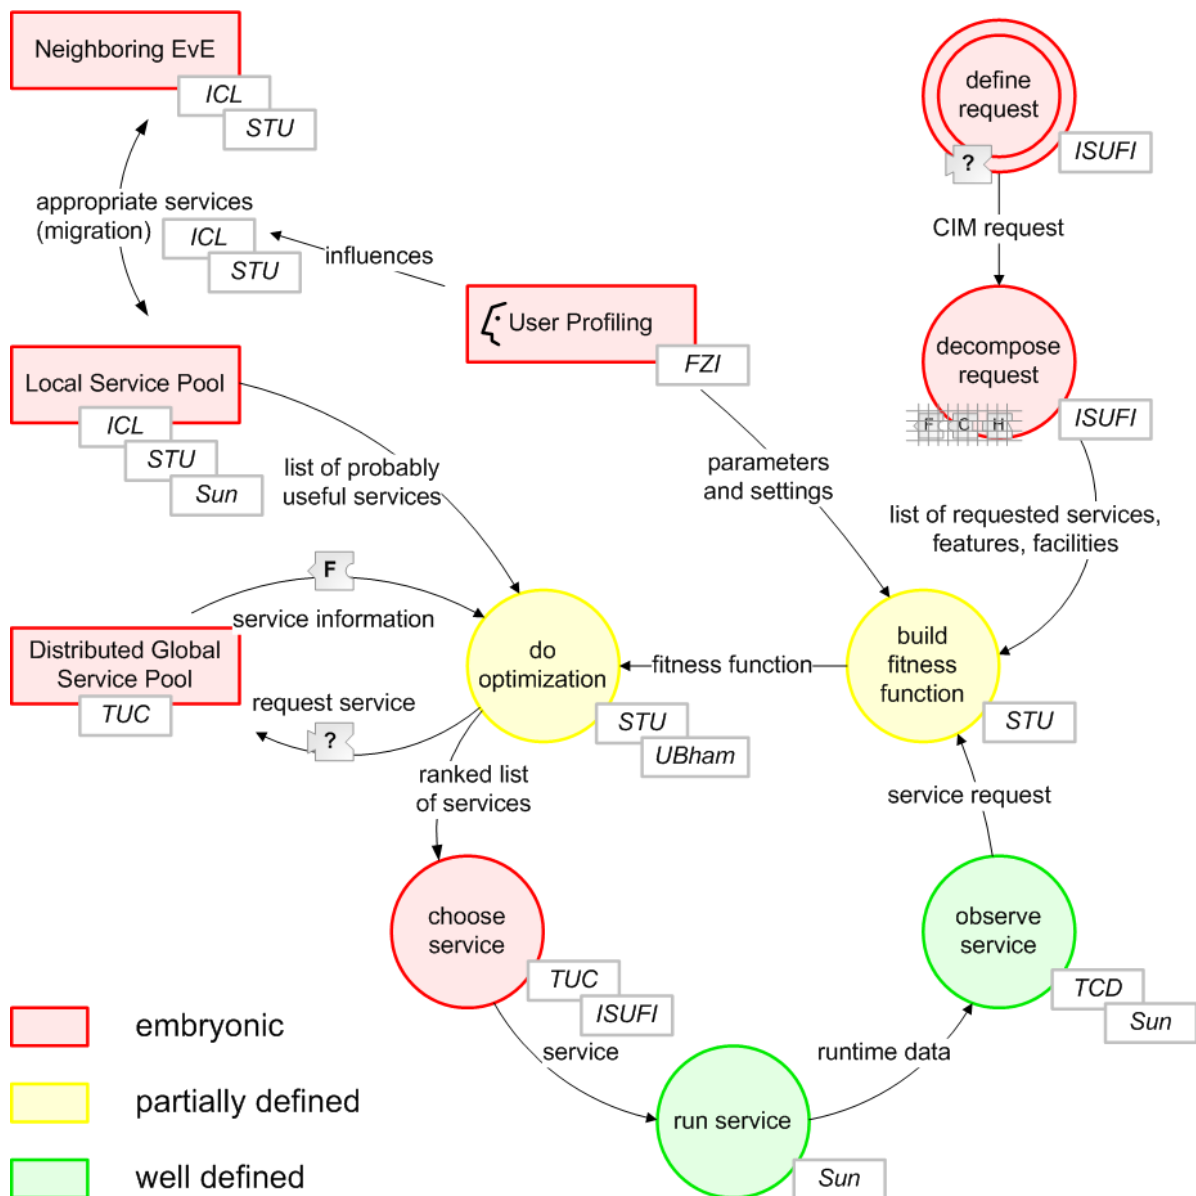 Neighboring EvE
ICL
STU
define
request
?
ISUFI
CIM request
appropriate services
(migration)
ICL
STU
influences
User Profiling
FZI
decompose
request
F C H
ISUFI
Local Service Pool
ICL
STU
Sun
list of probably
useful services
parameters
and settings
list of requested services,
features, facilities
F
service information
Distributed Global
Service Pool
TUC
request service
?
do
optimization
STU
UBham
fitness function
build
fitness
function
STU
ranked list
of services
service request
choose
service
TUC
ISUFI
observe
service
TCD
Sun
service
runtime data
run service
Sun
embryonic
partially defined
well defined